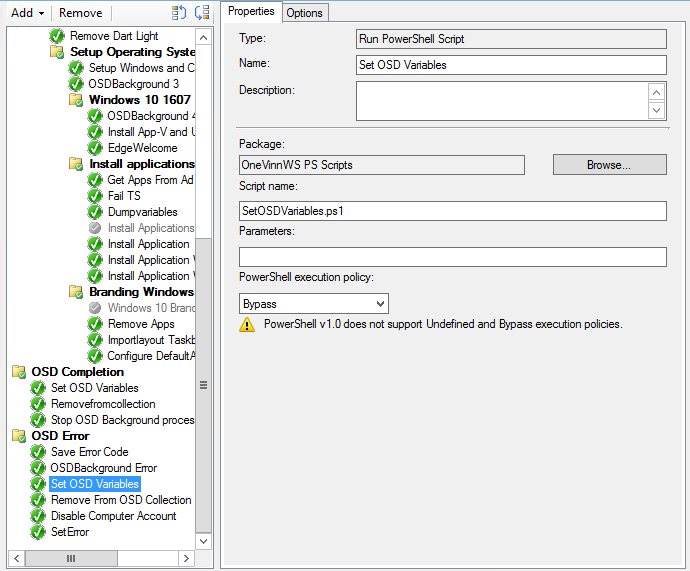 Add
Remove
Remove Dart Light
Setup Operating Syste
Setup Windows and C
OSDBackground 3
Windows 10 1607
OSDBackground 4
Install App-V and U
EdgeWelcome
Install applications
Get Apps From Ad
Fail TS
Dumpvariables
Install Applications
Install Application
Install Application V
Install Application V
Branding Windows
Windows 10 Branc
Remove Apps
Importlayout Taskb
Configure DefaultA
OSD Completion
Set OSD Variables
Removefromcollection
Stop OSD Background proces
OSD Error
Save Error Code
OSDBackground Error
Set OSD Variables
Remove From OSD Collection
Disable Computer Account
SetError
Properties
Options
Type:
Run PowerShell Script
Name:
Set OSD Variables
Description:
Package:
OneVinnWS PS Scripts
Browse...
Script name:
SetOSDVariables.ps1
Parameters:
PowerShell execution policy:
Bypass
PowerShell v1.0 does not support Undefined and Bypass execution policies.